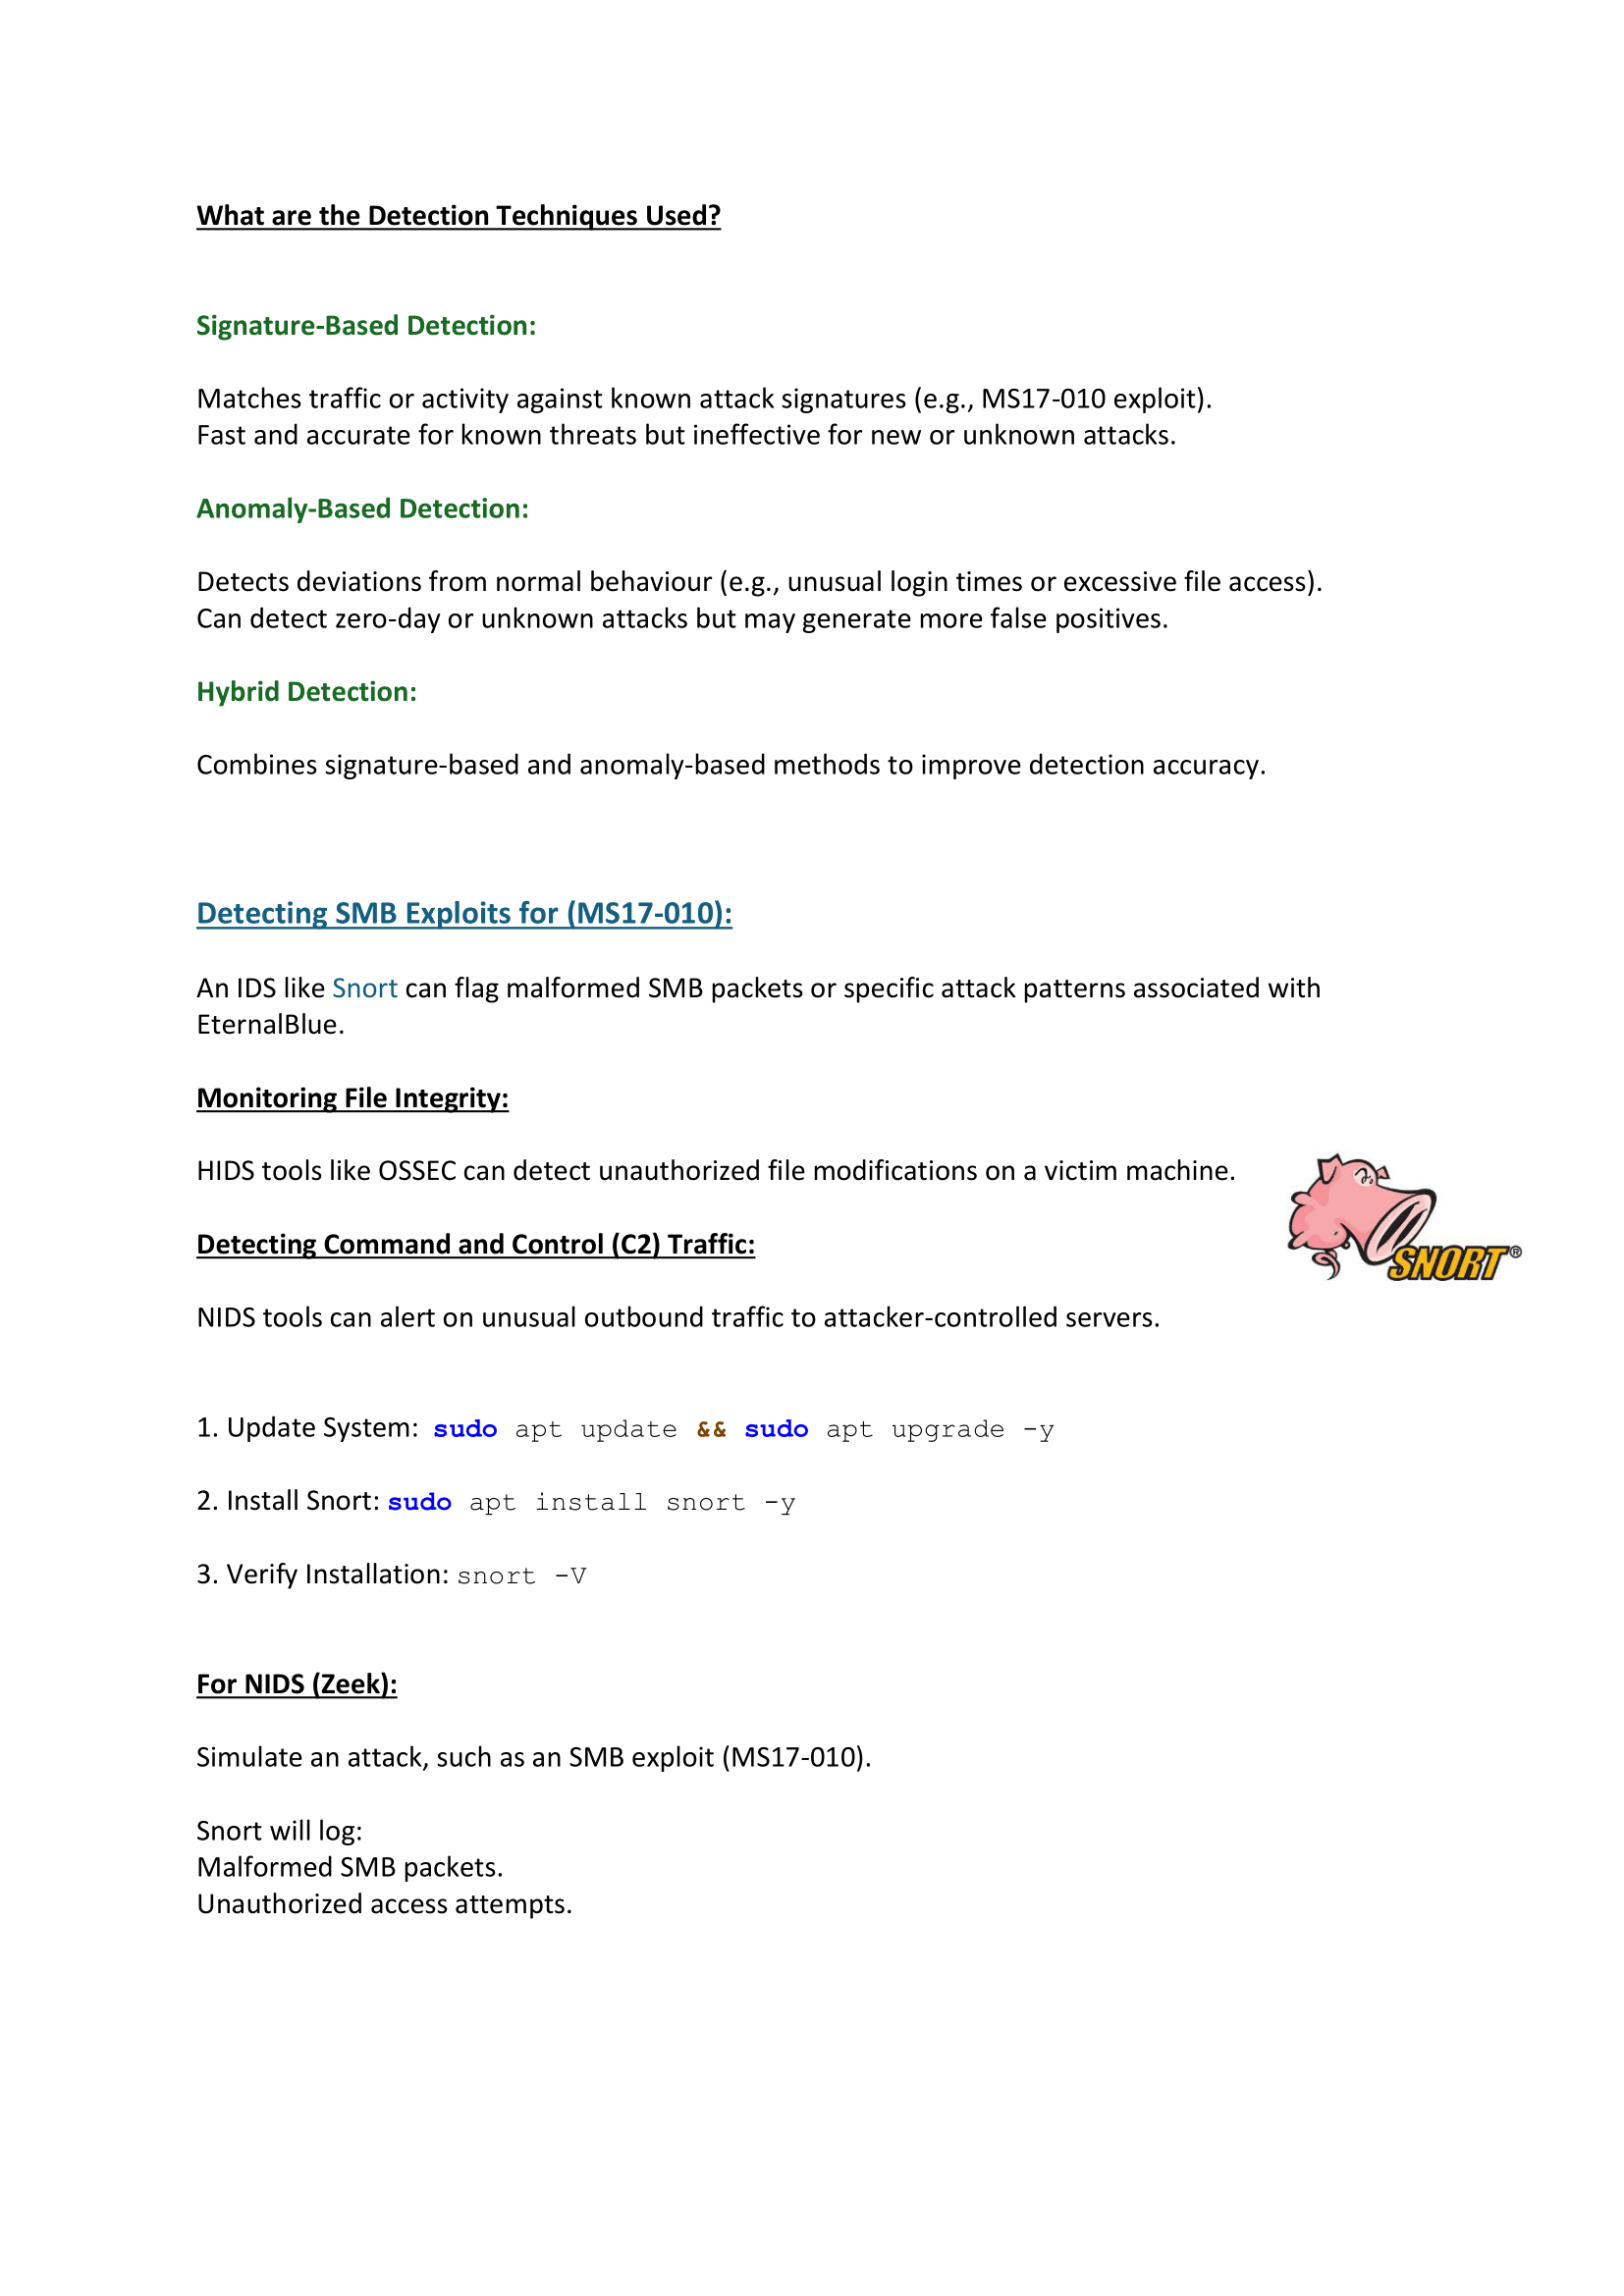 What are the Detection Techniques Used?
Signature-Based Detection:
Matches traffic or activity against known attack signatures (e.g., MS17-010 exploit).
Fast and accurate for known threats but ineffective for new or unknown attacks.
Anomaly-Based Detection:
Detects deviations from normal behaviour (e.g., unusual login times or excessive file access).
Can detect zero-day or unknown attacks but may generate more false positives.
Hybrid Detection:
Combines signature-based and anomaly-based methods to improve detection accuracy.
Detecting SMB Exploits for (MS17-010):
An IDS like Snort can flag malformed SMB packets or specific attack patterns associated with
EternalBlue.
Monitoring File Integrity:
HIDS tools like OSSEC can detect unauthorized file modifications on a victim machine.
Detecting Command and Control (C2) Traffic:
SNORT®
NIDS tools can alert on unusual outbound traffic to attacker-controlled servers.
1. Update System: sudo apt update && sudo apt upgrade -y
2. Install Snort: sudo apt install snort -y
3. Verify Installation: snort -V
For NIDS (Zeek):
Simulate an attack, such as an SMB exploit (MS17-010).
Snort will log:
Malformed SMB packets.
Unauthorized access attempts.